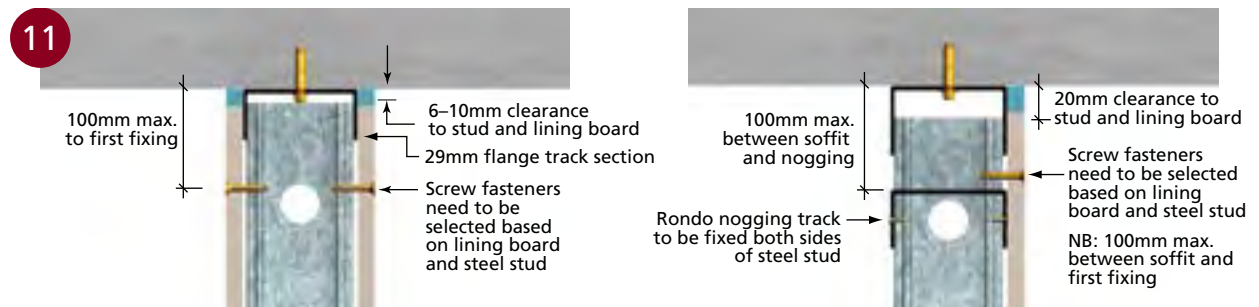 11
100mm max.
to first fixing
6–10mm clearance
to stud and lining board
29mm flange track section
Screw fasteners
need to be
selected based
on lining board
and steel stud
100mm max.
between soffit
and nogging
Rondo nogging track
to be fixed both sides
of steel stud
20mm clearance to
stud and lining board
Screw fasteners
need to be selected
based on lining
board and steel stud
NB: 100mm max.
between soffit and
first fixing